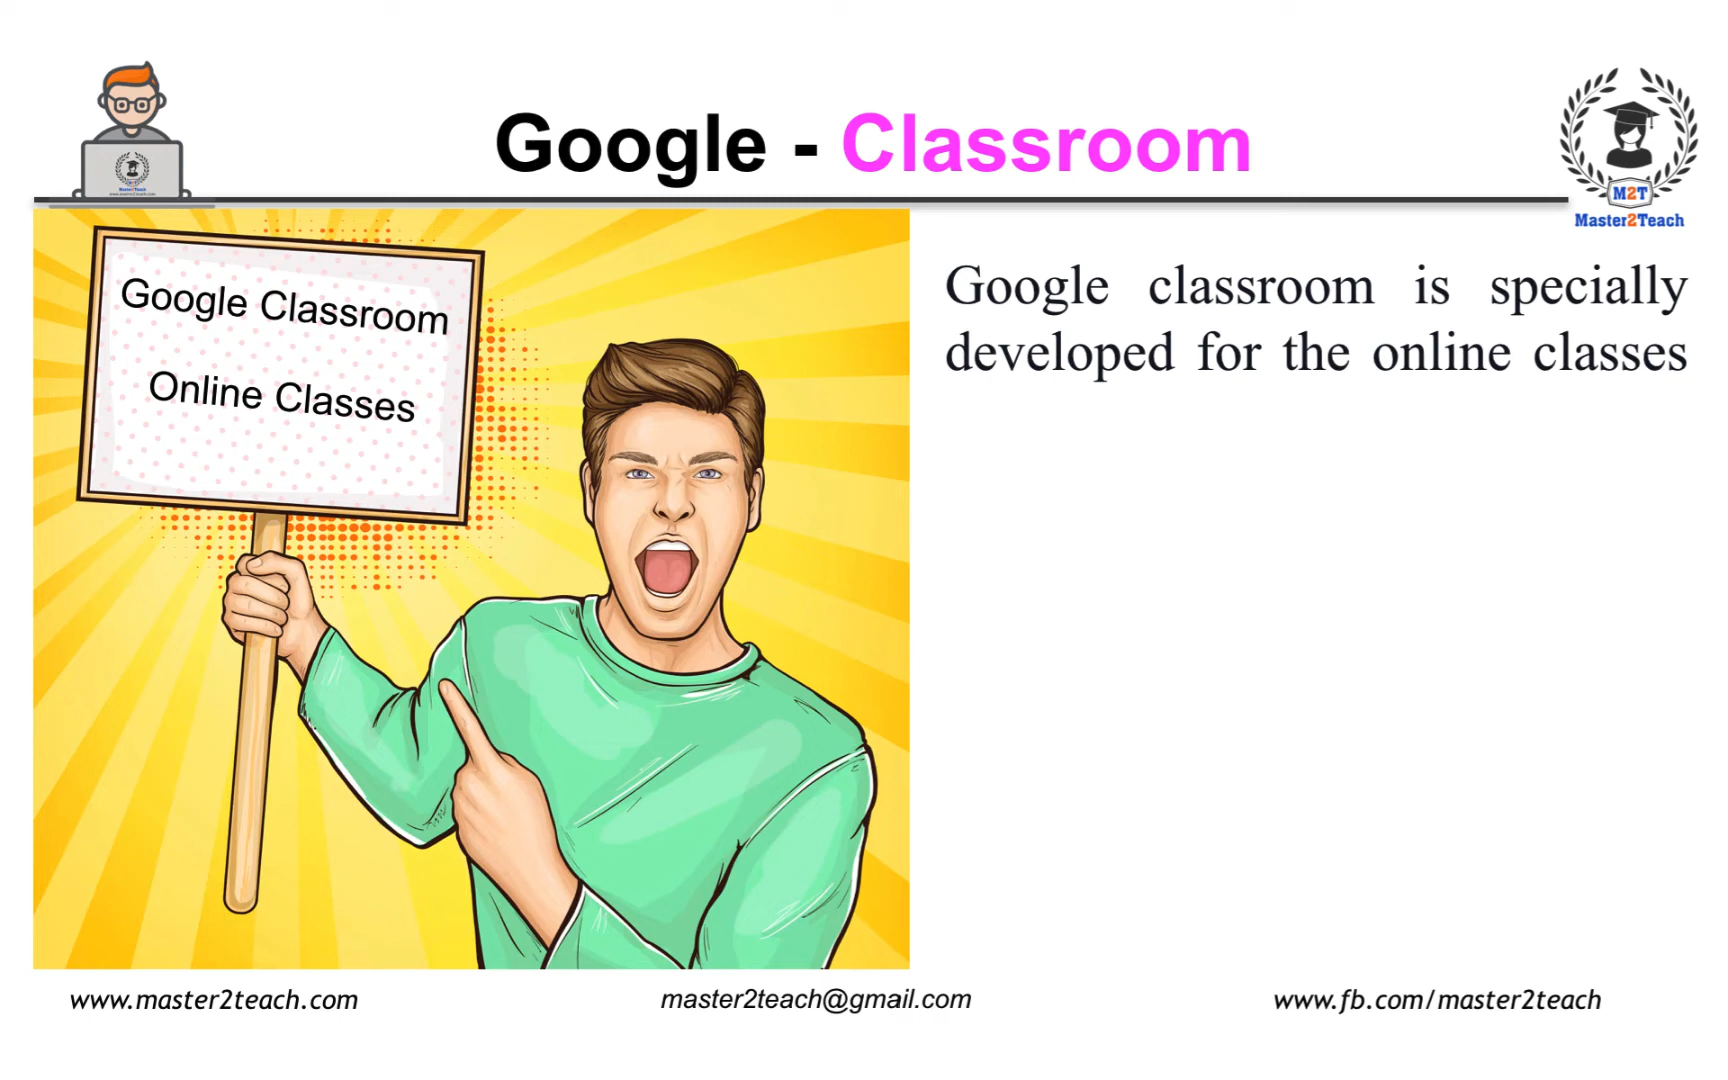 Google - Classroom
M2T
Master2Teach
Google Classroom
Online Classes
Google classroom is specially
developed for the online classes
www.master2teach.com
master2teach@gmail.com
www.fb.com/master2teach